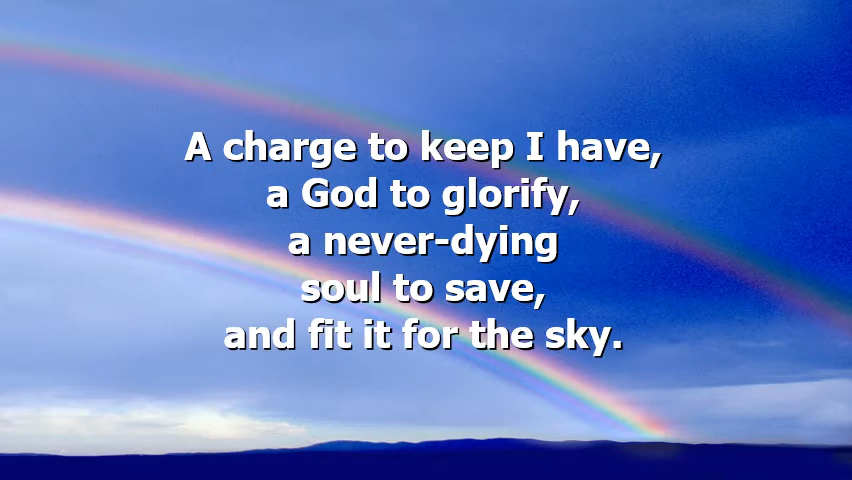 A charge to keep I have,
a God to glorify,
a never-dying
soul to save,
and fit it for the sky.